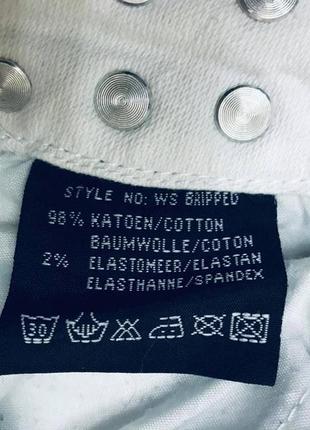 STYLE NO: WS BRIPPED
98% KATOEN/COTTON
BAUMWOLLE/COTON
2% ELASTOMEER/ELASTAN
ELASTHANNE/SPANDEX
30